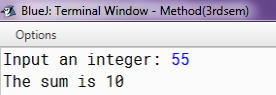 BlueJ: Terminal Window - Method(3rdsem)
Options
Input an integer: 55
The sum is 10